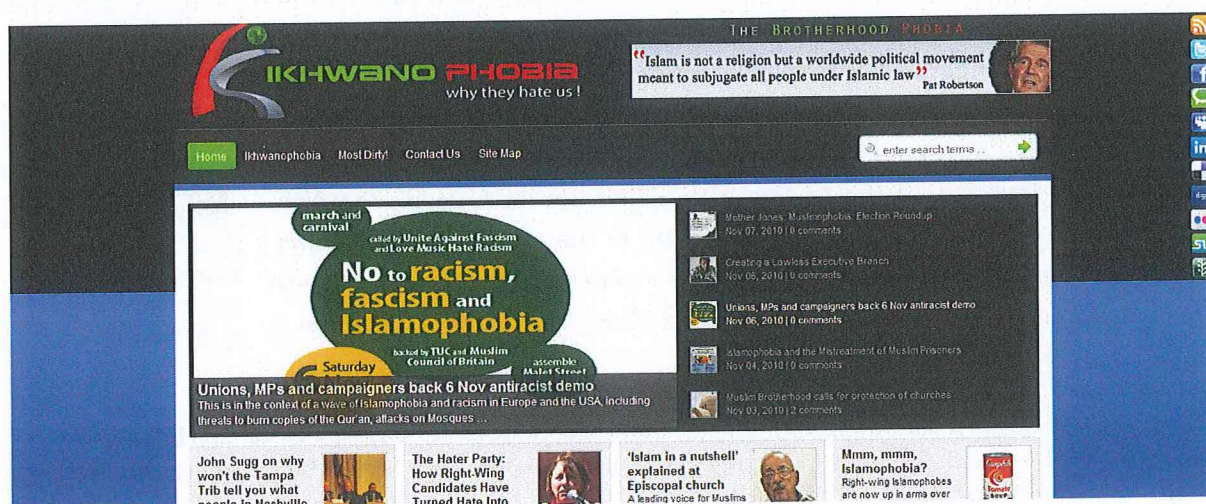 THE BROTHERHOOD PHOBIA
IKHWANO PHOBIA
why they hate us !
“Islam is not a religion but a worldwide political movement
meant to subjugate all people under Islamic law”
Pat Robertson
Home Ikhwanophobia Most Dirty! Contact Us Site Map
enter search terms ..
march and
carnival
called by Unite Against Fascism
and Love Music Hate Racism
No to racism,
fascism and
Islamophobia
backed by TUC and Muslim
Council of Britain
assemble
Malet Street
6 Saturday
Unions, MPs and campaigners back 6 Nov antiracist demo
This is in the context of a wave of Islamophobia and racism in Europe and the USA, including
threats to burn copies of the Qur'an, attacks on Mosques ...
Mother Jones: Muslimophobia: Election Roundup
Nov 07, 2010 | 0 comments
Creating a Lawless Executive Branch
Nov 06, 2010 | 0 comments
Unions, MPs and campaigners back 6 Nov antiracist demo
Nov 06, 2010 | 0 comments
Islamophobia and the Mistreatment of Muslim Prisoners
Nov 04, 2010 | 0 comments
Muslim Brotherhood calls for protection of churches
Nov 03, 2010 | 2 comments
John Sugg on why
won't the Tampa
Trib tell you what
people in Nashville
The Hater Party:
How Right-Wing
Candidates Have
Turned Hate Into
'Islam in a nutshell'
explained at
Episcopal church
A leading voice for Muslims
Mmm, mmm,
Islamophobia?
Right-wing Islamophobes
are now up in arms over
Campbell's
Tomato
SOUP
in
digg